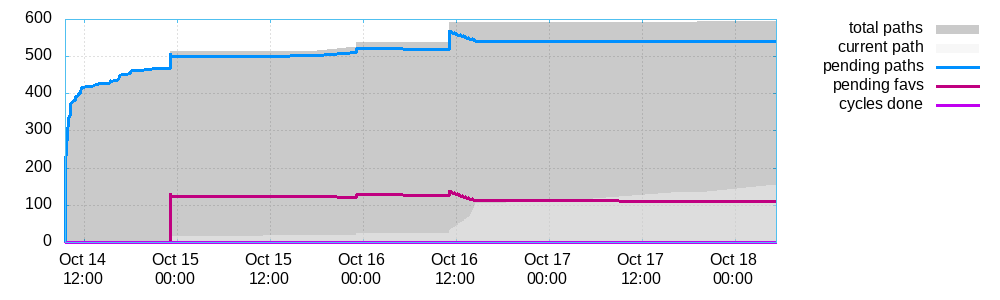 600
500
400
300
200
100
0
Oct 14 Oct 15 Oct 15 Oct 16 Oct 16 Oct 17 Oct 17 Oct 18
12:00 00:00 12:00 00:00 12:00 00:00 12:00 00:00
total paths
current path
pending paths
pending favs
cycles done